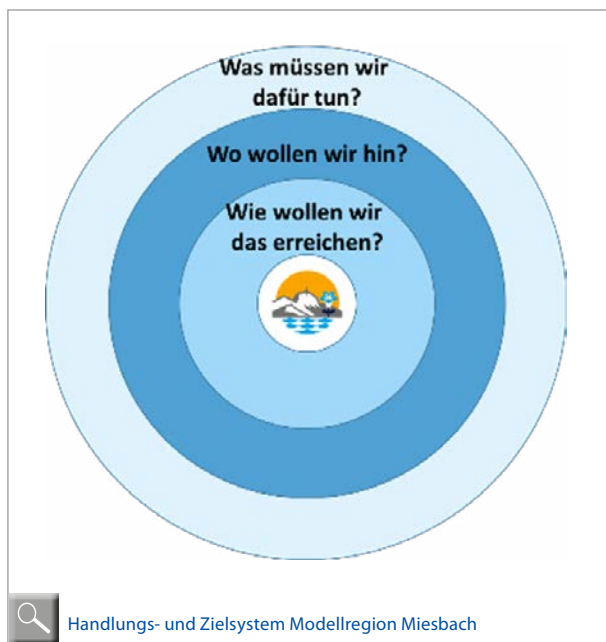 Was müssen wir
dafür tun?
Wo wollen wir hin?
Wie wollen wir
das erreichen?
Handlungs- und Zielsystem Modellregion Miesbach